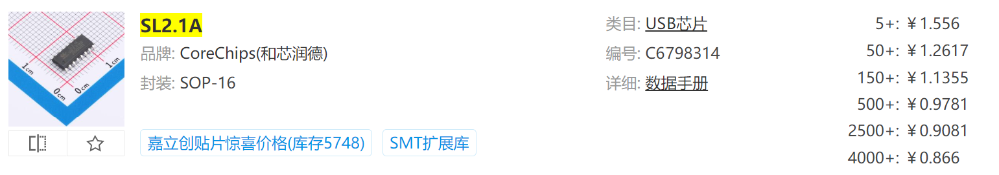 SL2.1A
品牌: CoreChips(和芯润德)
封装: SOP-16
嘉立创贴片惊喜价格(库存5748)
SMT扩展库
类目: USB芯片
编号: C6798314
详细: 数据手册
5+: ￥1.556
50+: ￥1.2617
150+: ￥1.1355
500+: ￥0.9781
2500+: ￥0.9081
4000+: ￥0.866
1cm
0cm
0cm
1cm